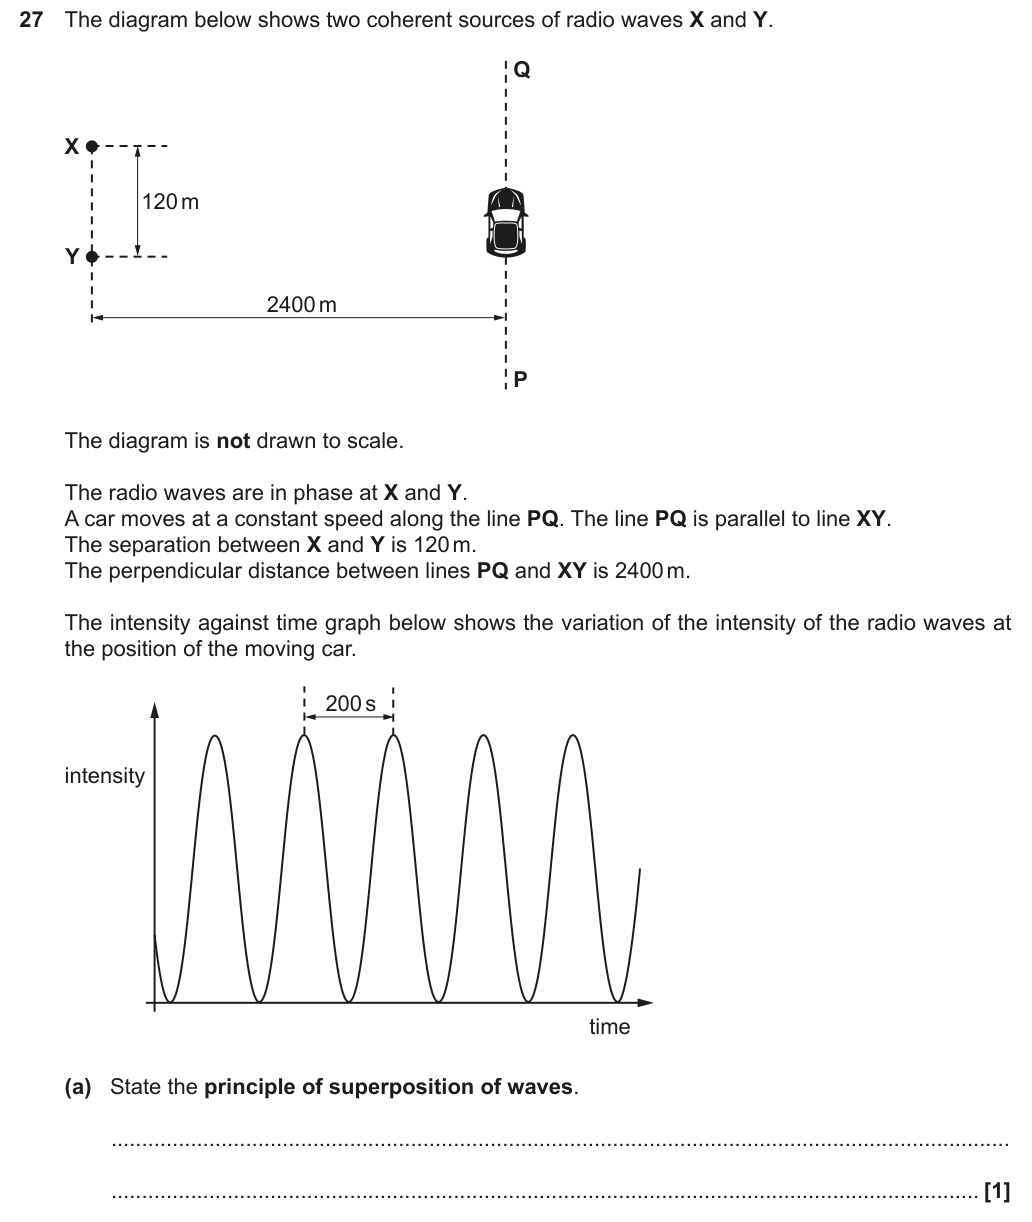 27 The diagram below shows two coherent sources of radio waves X and Y.
Q
X
120 m
Y
2400 m
P
The diagram is not drawn to scale.
The radio waves are in phase at X and Y.
A car moves at a constant speed along the line PQ. The line PQ is parallel to line XY.
The separation between X and Y is 120 m.
The perpendicular distance between lines PQ and XY is 2400 m.
The intensity against time graph below shows the variation of the intensity of the radio waves at
the position of the moving car.
200 s
intensity
time
(a) State the principle of superposition of waves.
[1]